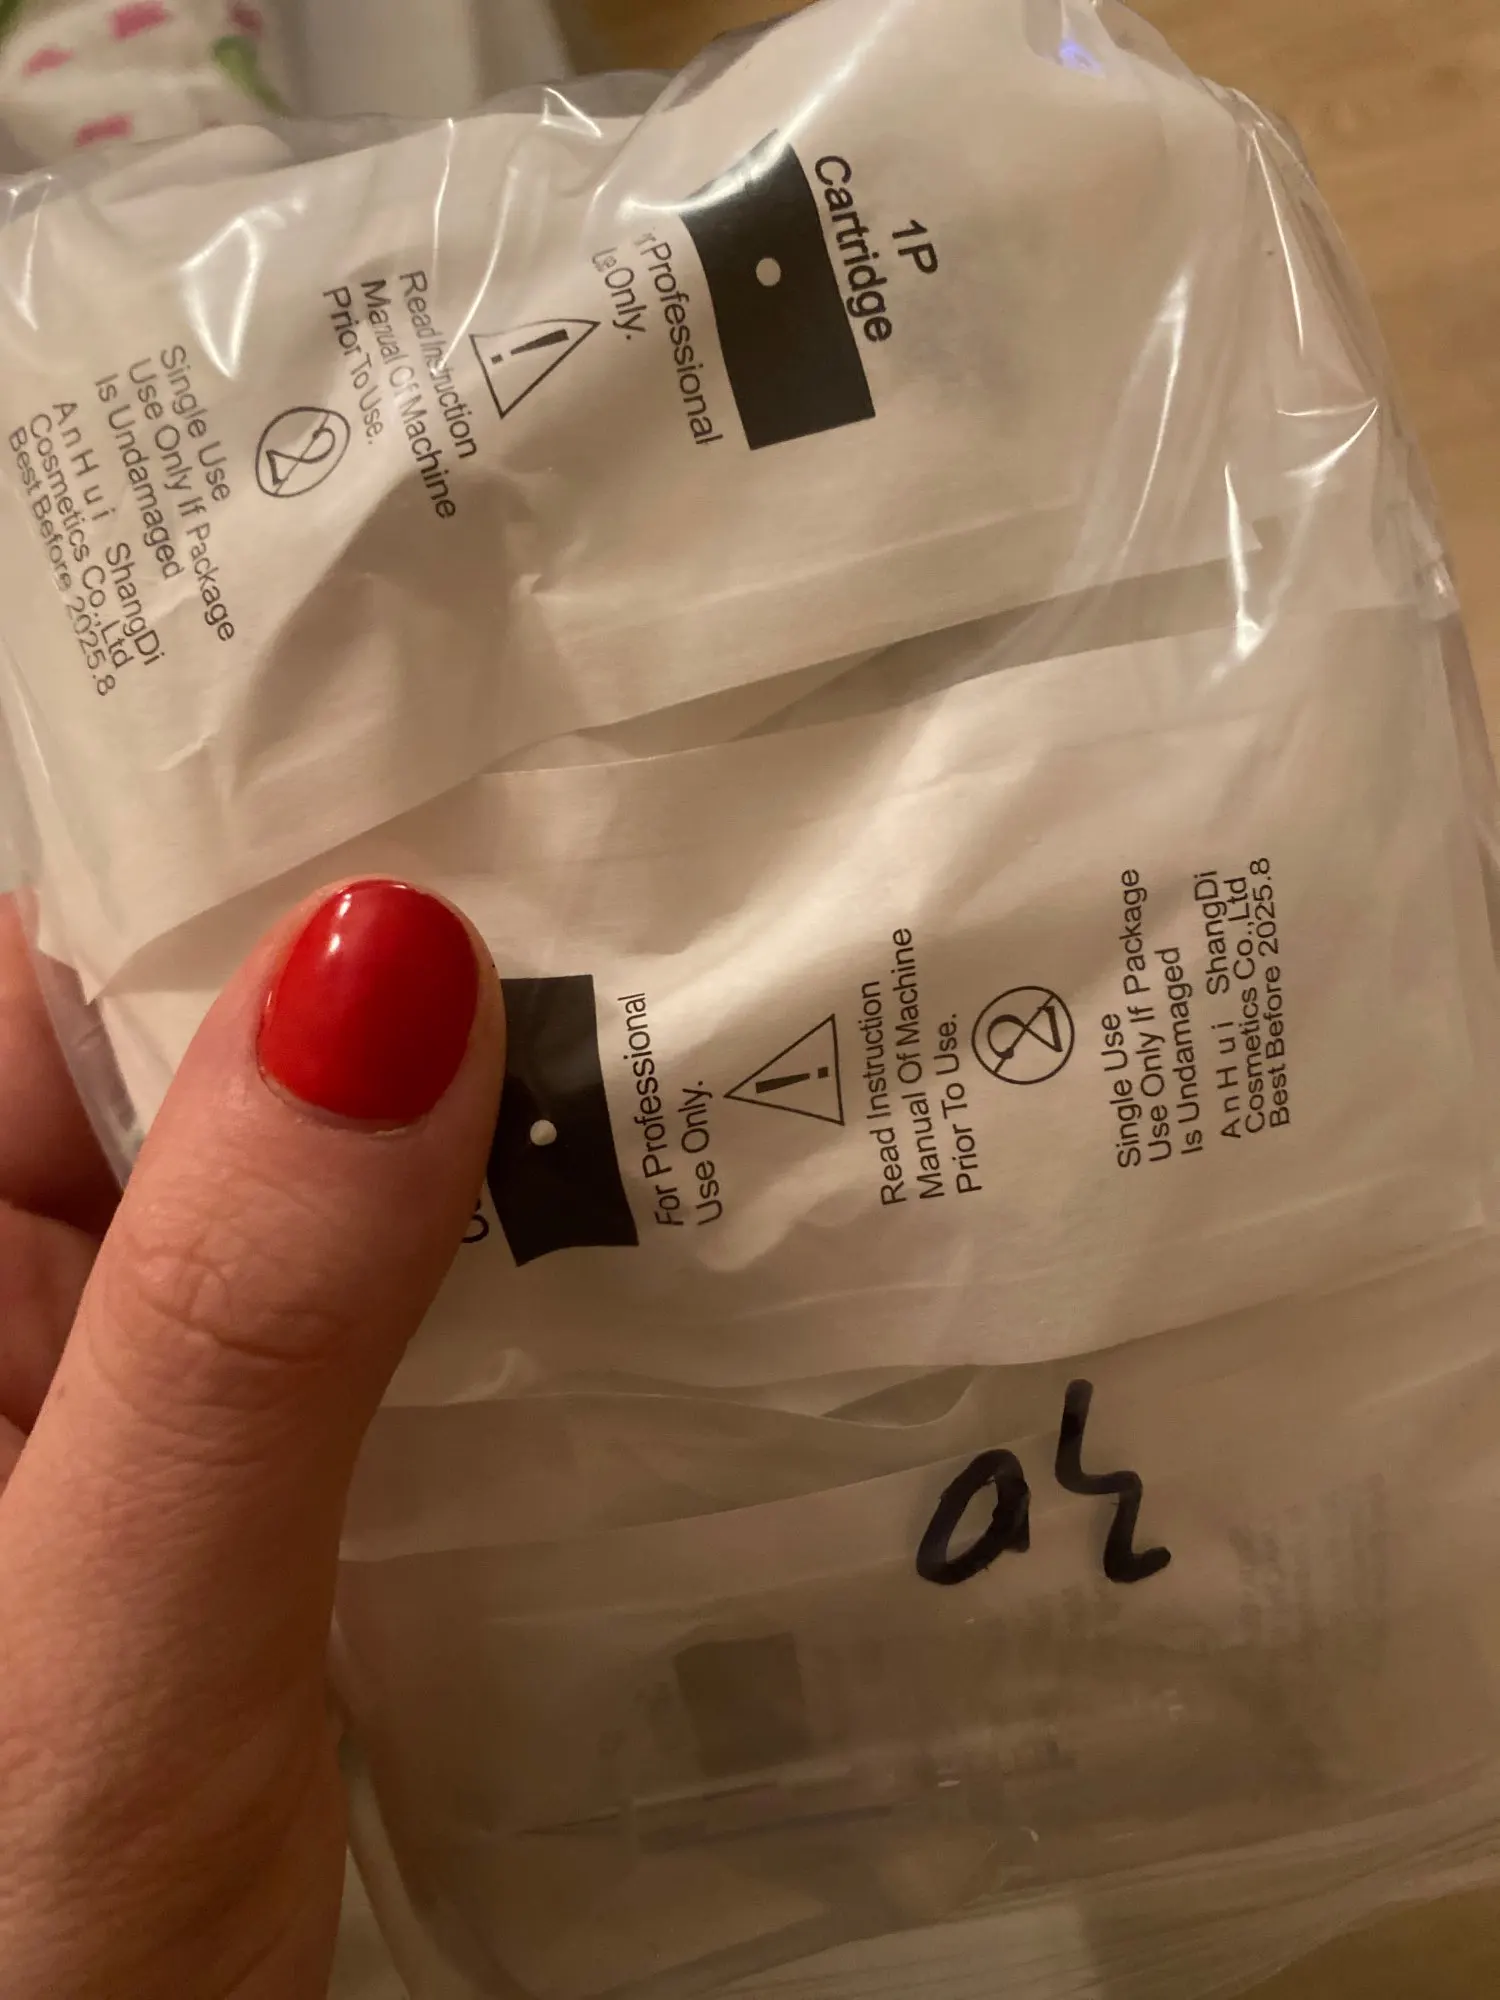 1P
Cartridge
Professional
Only.
Read Instruction
Manual Of Machine
Prior To Use.
2
Single Use
Use Only If Package
Is Undamaged
AnHui ShangDi
Cosmetics Co.,Ltd
Best Before 2025.8
For Professional
Use Only.
Read Instruction
Manual Of Machine
Prior To Use.
2
Single Use
Use Only If Package
Is Undamaged
AnHui ShangDi
Cosmetics Co.,Ltd
Best Before 2025.8